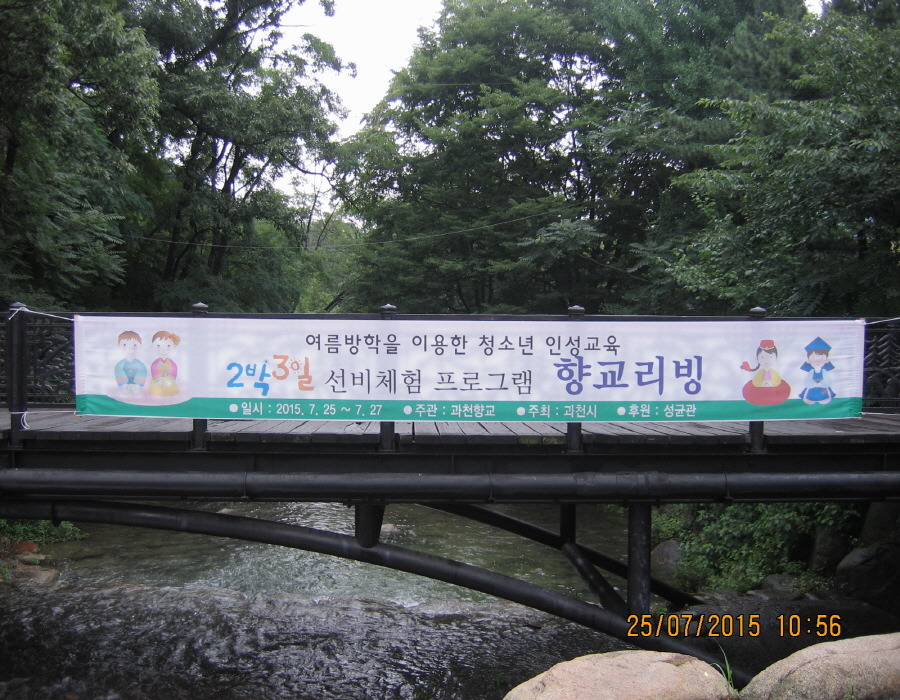 여름방학을 이용한 청소년 인성교육
2박3일 선비체험 프로그램 향교리빙
● 일시 : 2015. 7. 25 ~ 7. 27 ● 주관 : 과천향교 ● 주최 : 과천시 ● 후원 : 성균관
25/07/2015 10:56